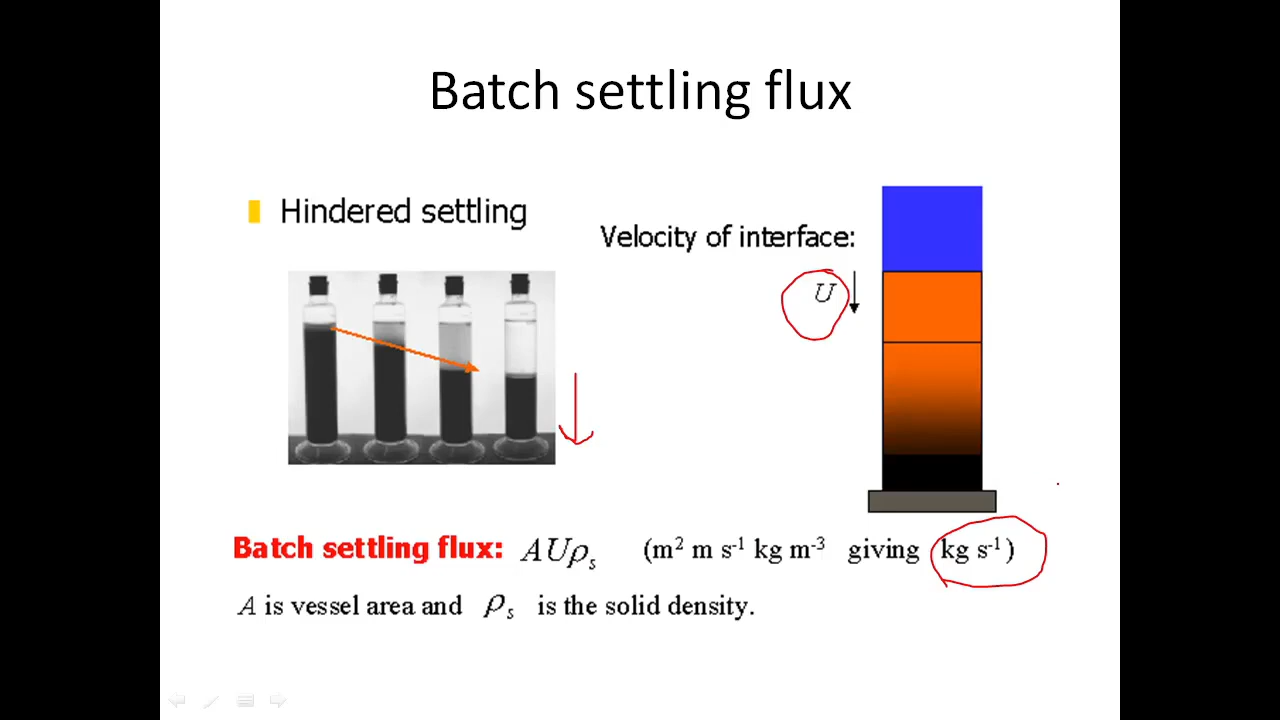 Batch settling flux
Hindered settling
Velocity of interface:
U
Batch settling flux: AUρₛ (m² m s⁻¹ kg m⁻³ giving kg s⁻¹)
A is vessel area and ρₛ is the solid density.